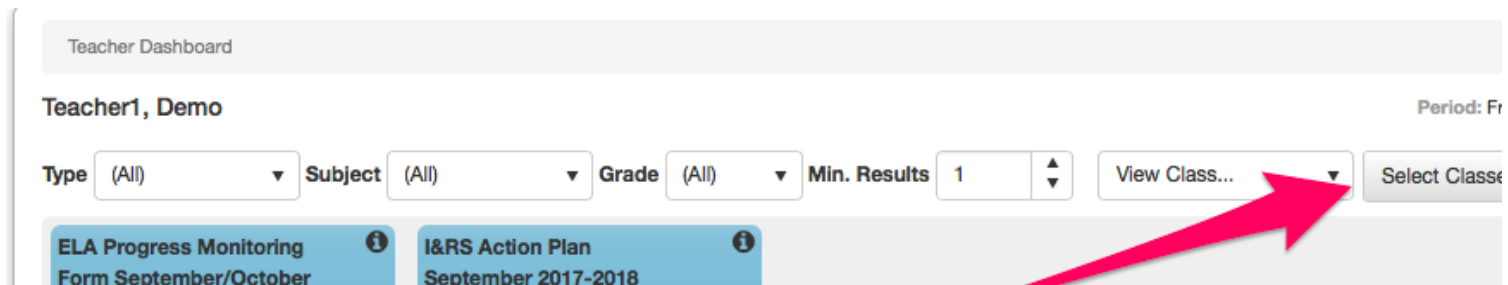 Teacher Dashboard
Teacher1, Demo
Period: Fr
Type (All) Subject (All) Grade (All) Min. Results 1 View Class... Select Classe
ELA Progress Monitoring
Form September/October
I&RS Action Plan
September 2017-2018